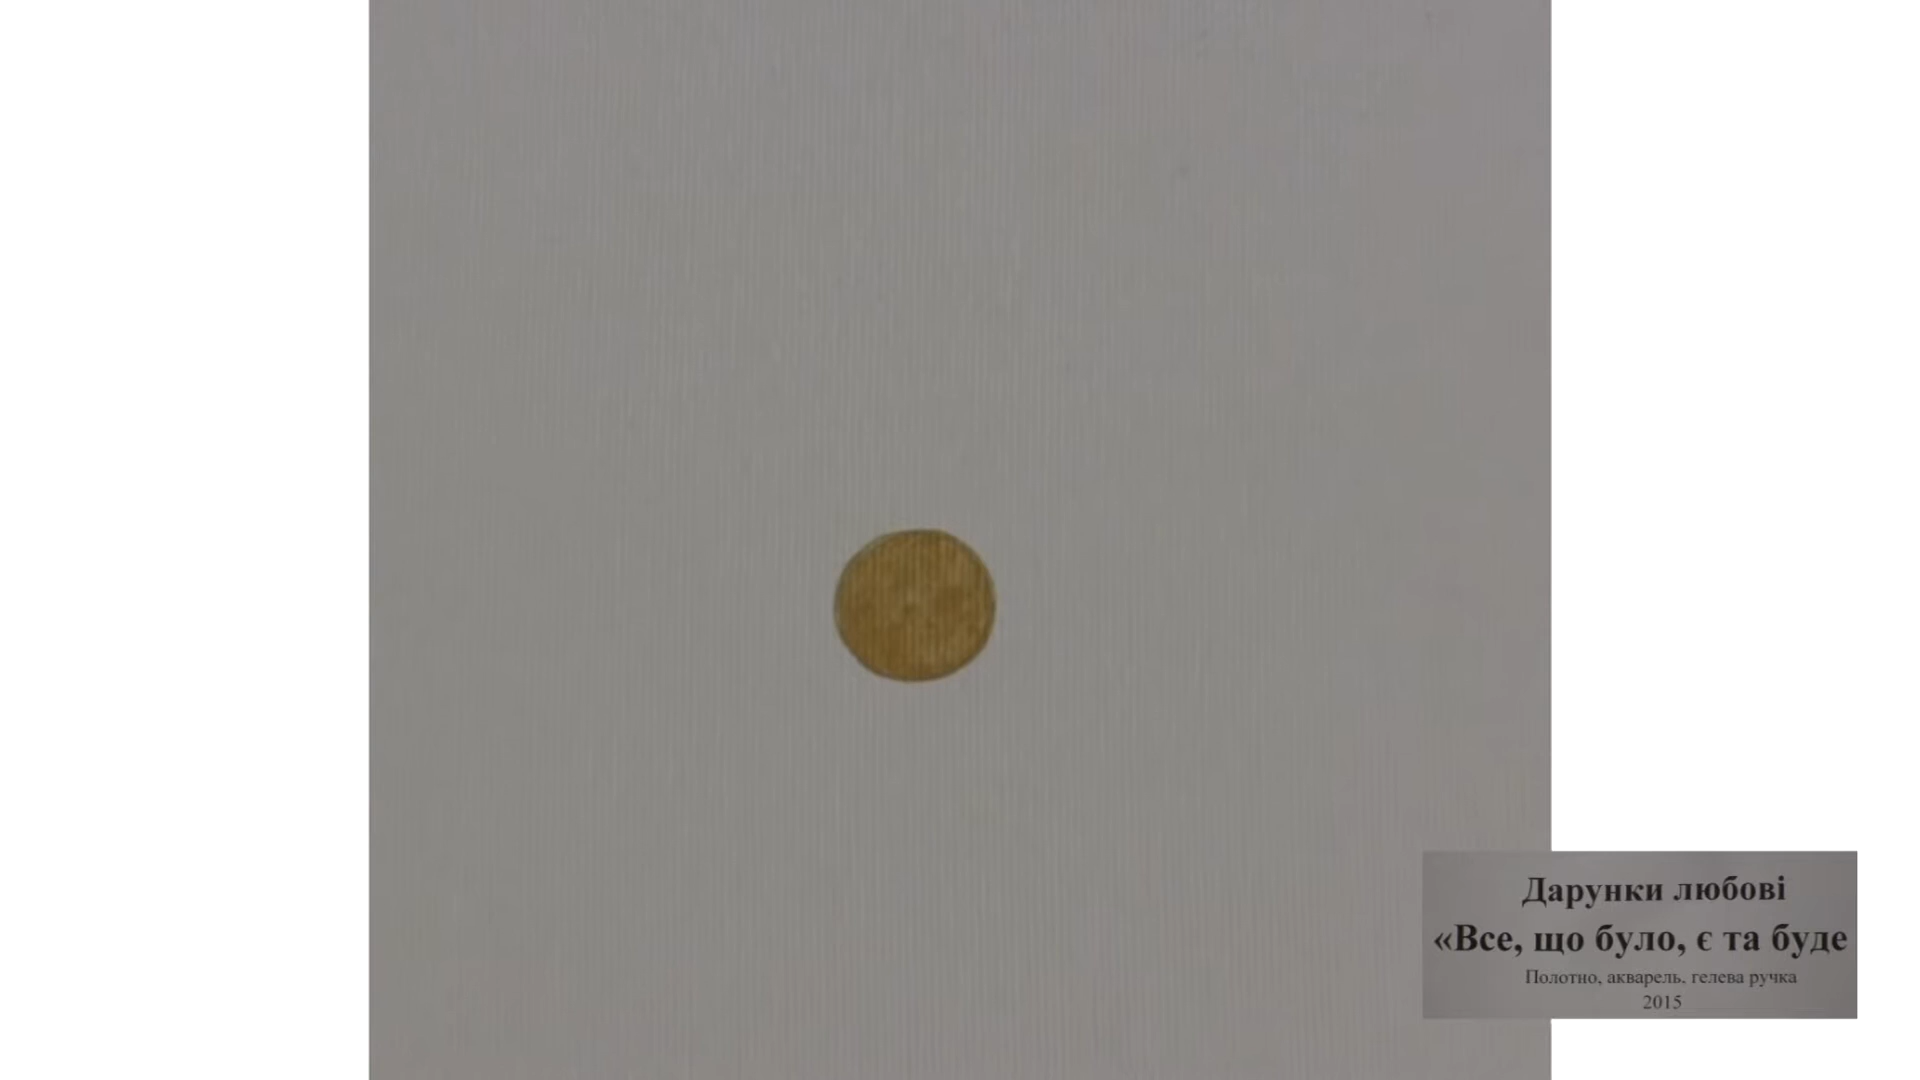 Дарунки любові
«Все, що було, є та буде
Полотно, акварель, гелева ручка
2015